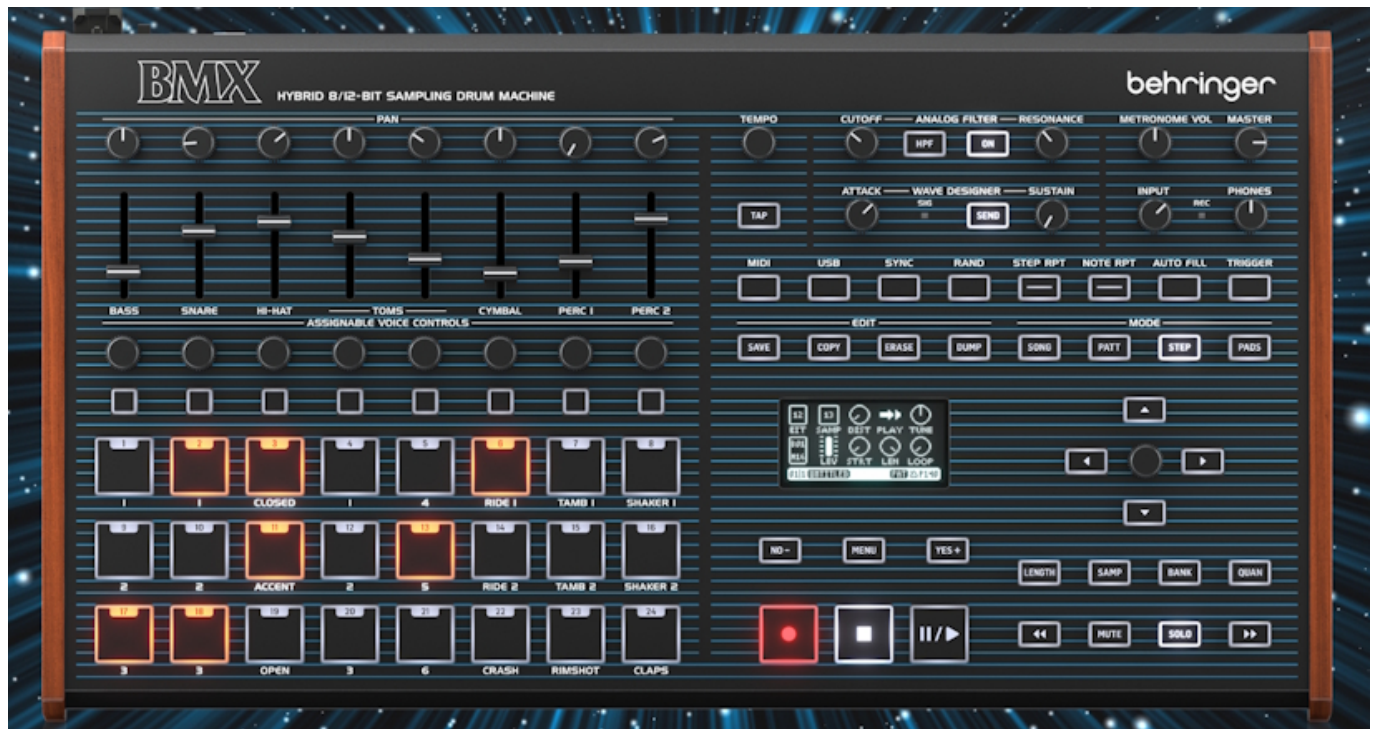 BMX HYBRID 8/12-BIT SAMPLING DRUM MACHINE
behringer
PAN
TEMPO
CUTOFF ANALOG FILTER RESONANCE
METRONOME VOL MASTER
HPF ON
ATTACK WAVE DESIGNER SUSTAIN
INPUT PHONES
SIG
REC
TAP
SEND
MIDI USB SYNC RAND STEP RPT NOTE RPT AUTO FILL TRIGGER
BASS SNARE HI-HAT TOMS CYMBAL PERC 1 PERC 2
ASSIGNABLE VOICE CONTROLS
EDIT
MODE
SAVE COPY ERASE DUMP SONG PATT STEP PADS
12 13
BIT SAMP DIST PLAY TUNE
LEV STRT LEN LOOP
UNTITLED
1 2 3 4 5 6 7 8
1 1 CLOSED 1 4 RIDE 1 TAMB 1 SHAKER 1
9 10 11 12 13 14 15 16
2 2 ACCENT 2 5 RIDE 2 TAMB 2 SHAKER 2
17 18 19 20 21 22 23 24
3 3 OPEN 3 6 CRASH RIMSHOT CLAPS
NO- MENU YES+
LENGTH SAMP BANK QUAN
MUTE SOLO